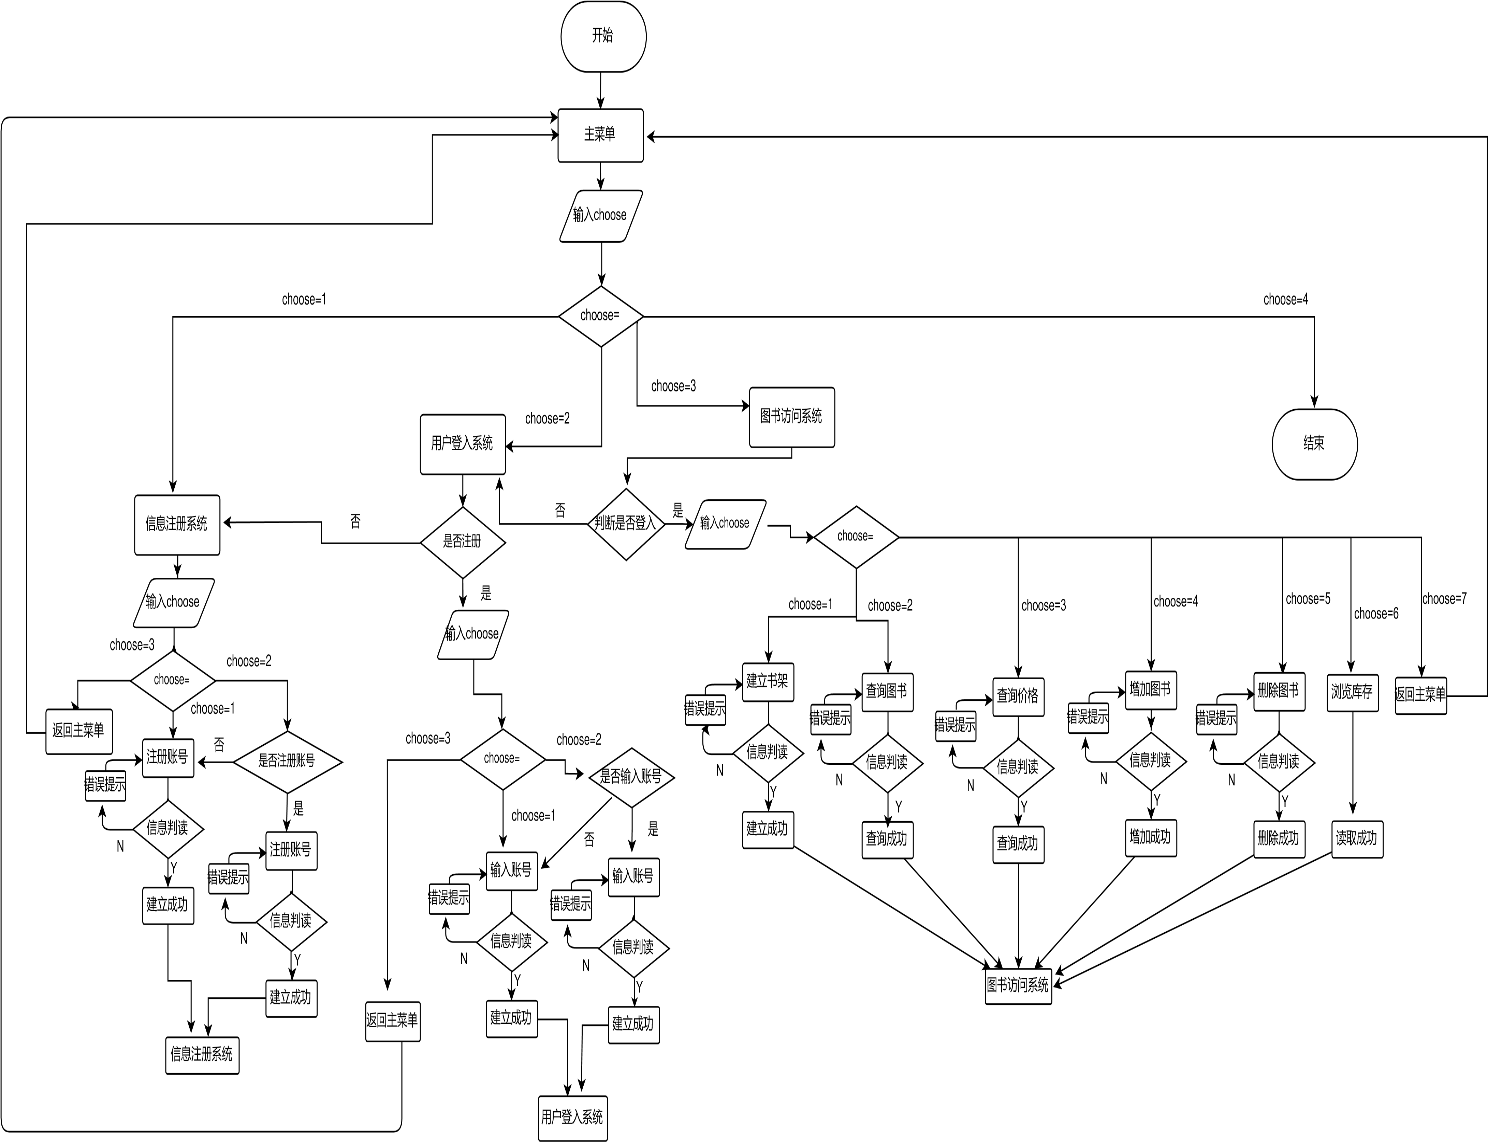 开始
主菜单
输入choose
choose=
choose=1
choose=4
choose=3
choose=2
图书访问系统
用户登入系统
结束
信息注册系统
否
是否注册
否
判断是否登入
是
输入choose
choose=
是
输入choose
choose=3
choose=
choose=2
choose=1
返回主菜单
注册账号
错误提示
信息判读
N
Y
建立成功
否
是否注册账号
是
注册账号
错误提示
信息判读
N
Y
建立成功
信息注册系统
输入choose
choose=3
choose=
choose=2
choose=1
返回主菜单
输入账号
错误提示
信息判读
N
Y
建立成功
是否输入账号
否
是
输入账号
错误提示
信息判读
N
Y
建立成功
用户登入系统
choose=1
choose=2
choose=3
choose=4
choose=5
choose=6
choose=7
建立书架
错误提示
信息判读
N
Y
建立成功
查询图书
错误提示
信息判读
N
Y
查询成功
查询价格
错误提示
信息判读
N
Y
查询成功
增加图书
错误提示
信息判读
N
Y
增加成功
删除图书
错误提示
信息判读
N
Y
删除成功
浏览库存
读取成功
返回主菜单
图书访问系统